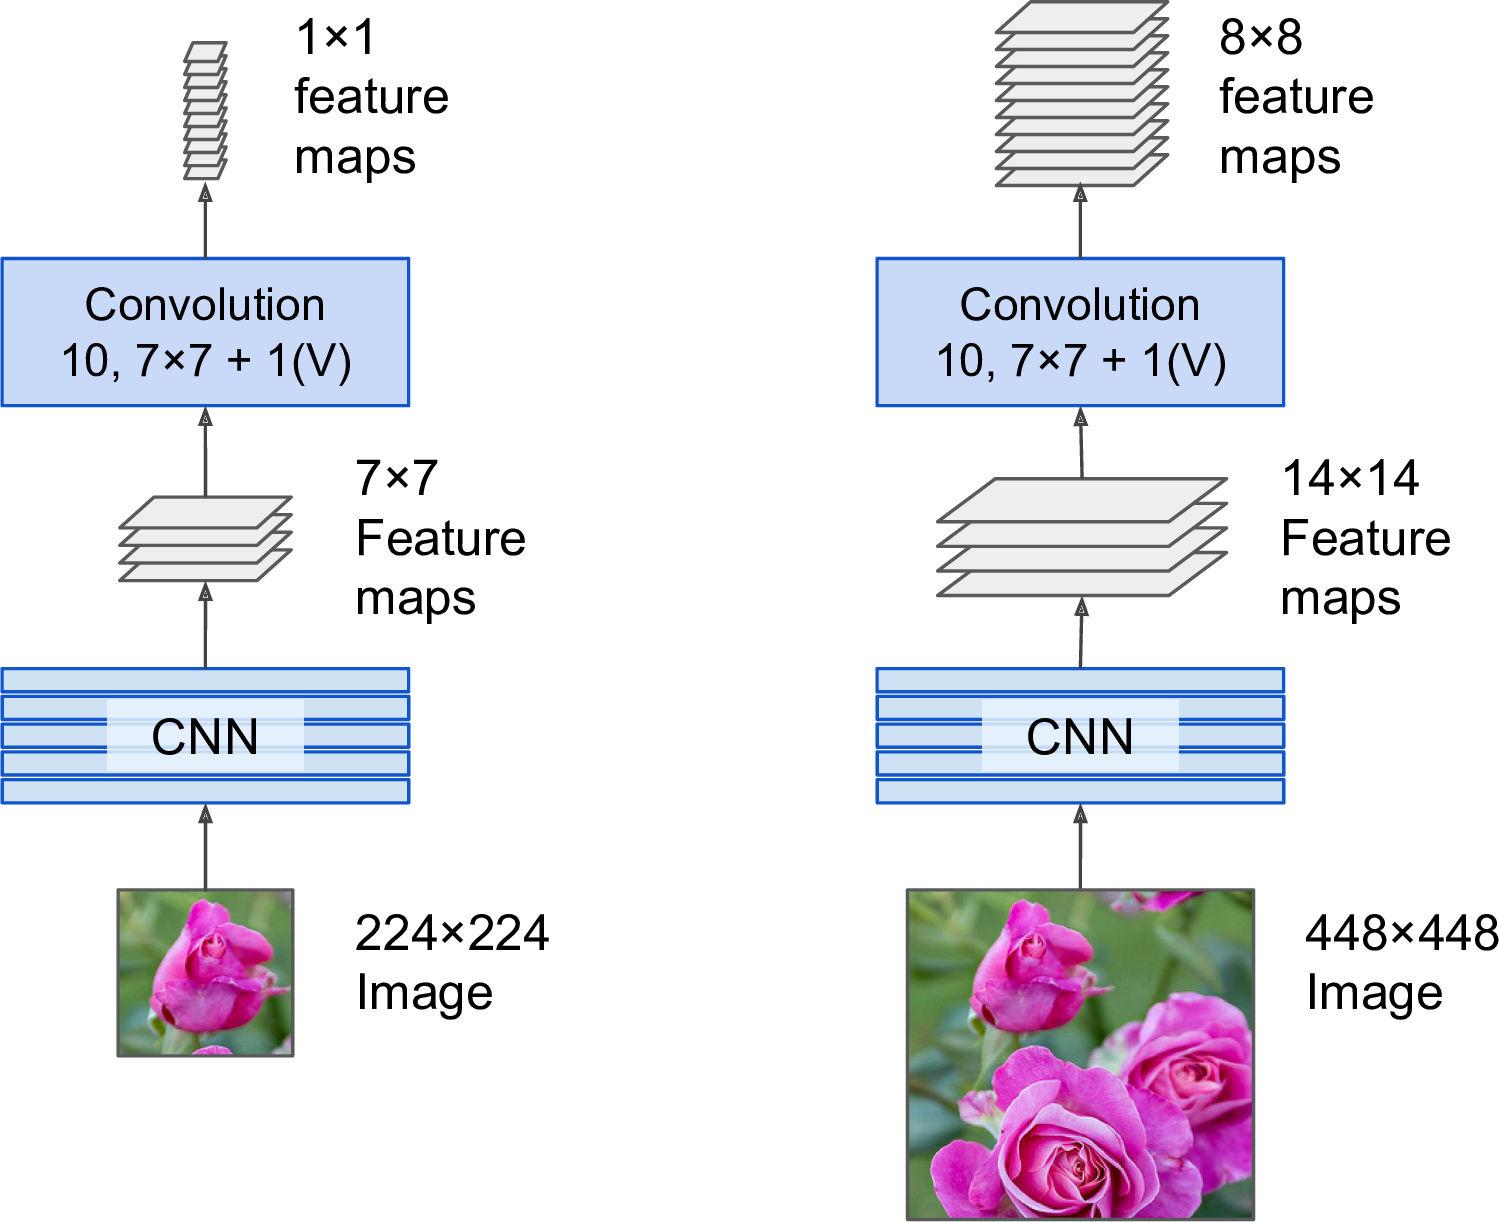 1×1
feature
maps
Convolution
10, 7×7 + 1(V)
7×7
Feature
maps
CNN
224×224
Image
8×8
feature
maps
Convolution
10, 7×7 + 1(V)
14×14
Feature
maps
CNN
448×448
Image